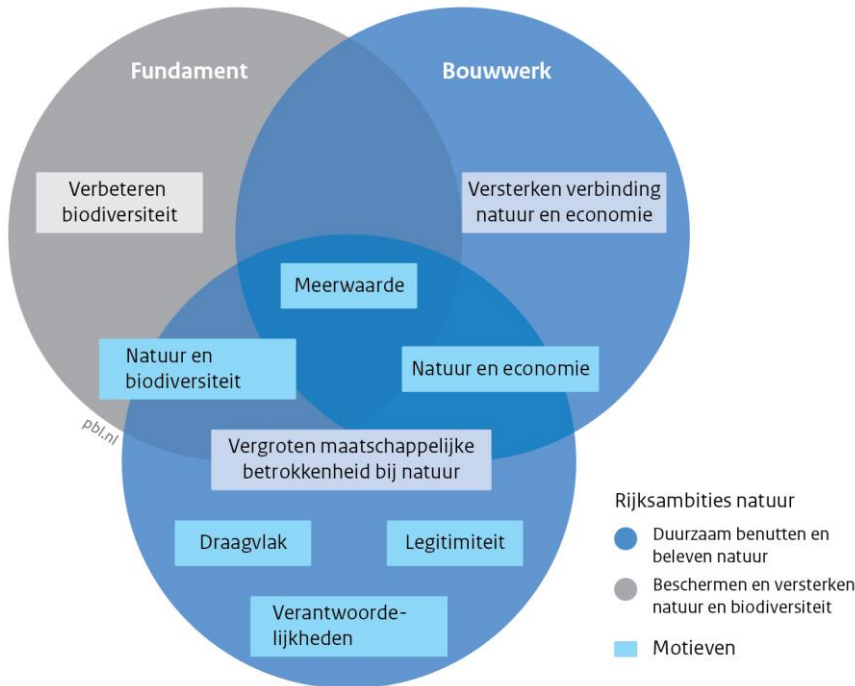 Fundament
Bouwwerk
Verbeteren
biodiversiteit
Versterken verbinding
natuur en economie
Meerwaarde
Natuur en
biodiversiteit
Natuur en economie
pbl.nl
Vergroten maatschappelijke
betrokkenheid bij natuur
Draagvlak
Legitimiteit
Verantwoorde-
lijkheden
Rijksambities natuur
Duurzaam benutten en
beleven natuur
Beschermen en versterken
natuur en biodiversiteit
Motieven